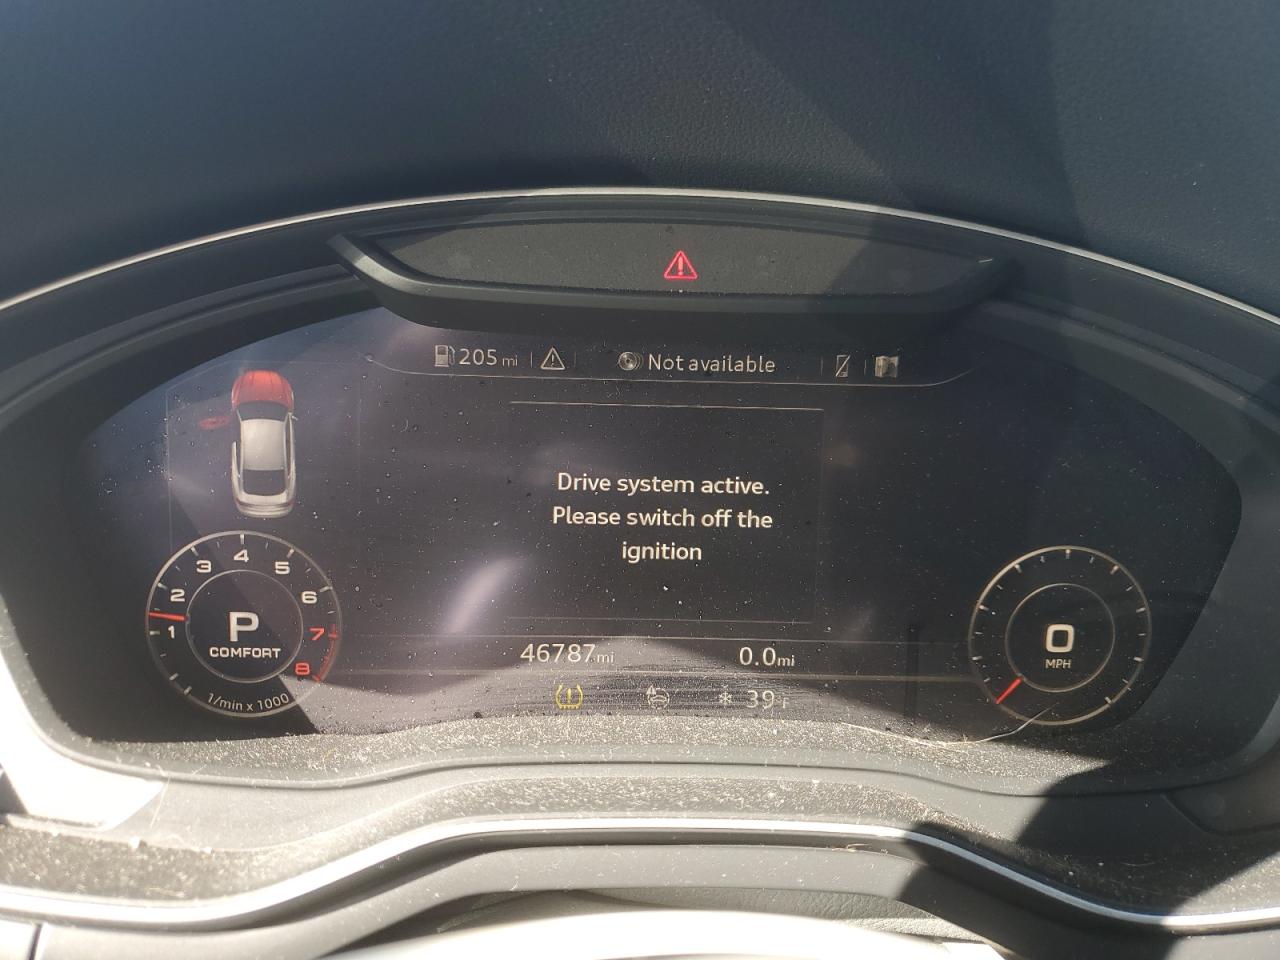 205 mi
Not available
Drive system active.
Please switch off the
ignition
1 2 3 4 5 6 7 8
P
COMFORT
1/min x 1000
0
MPH
46787 mi
0.0 mi
39°F